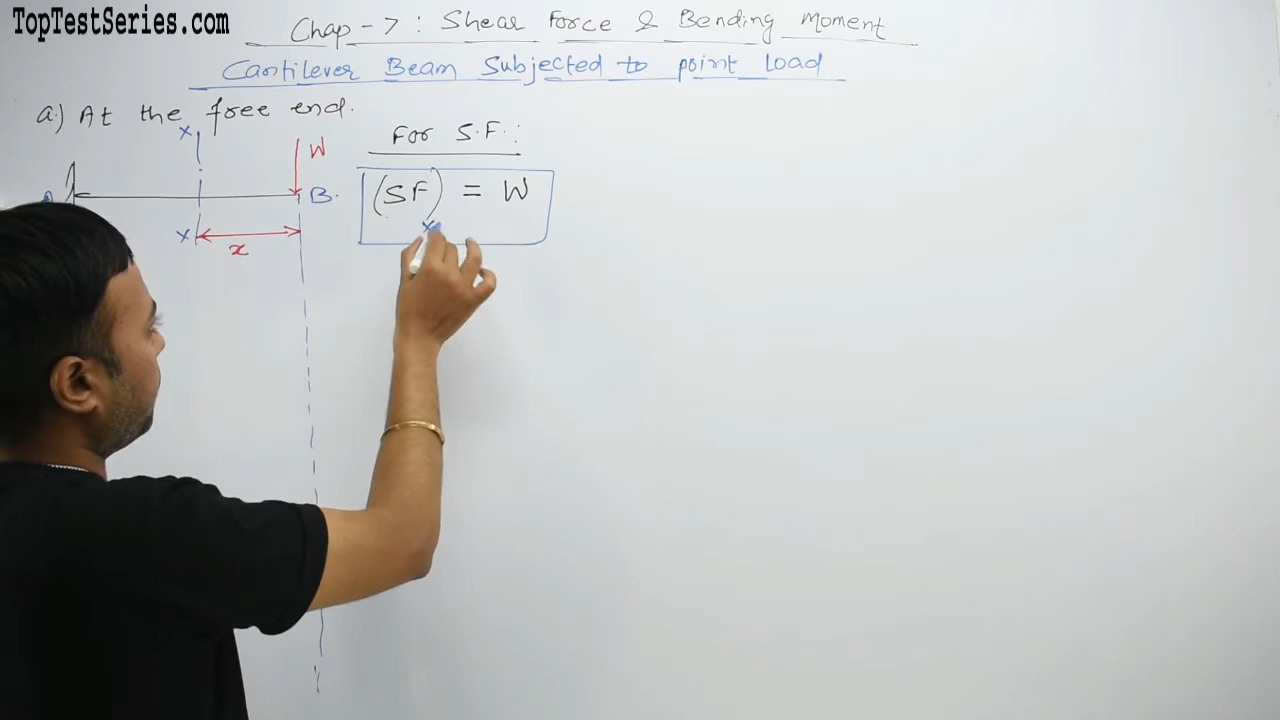 TopTestSeries.com
Chap-7: Shear Force & Bending Moment
Cantilever Beam Subjected to point Load
a.) At the free end.
For S.F.:
x
W
B.
(SF)x = W
x
x